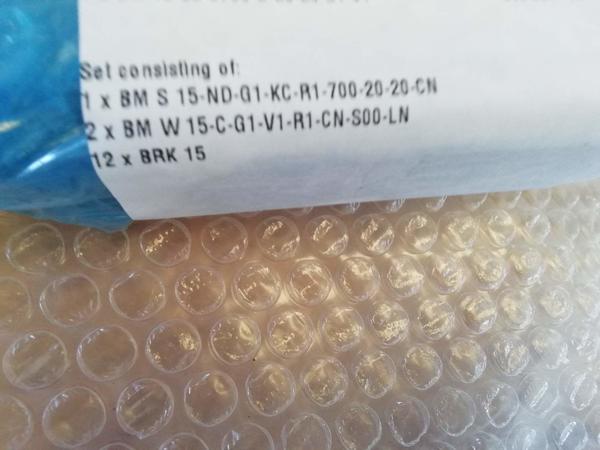 Set consisting of:
1 x BM S 15-ND-G1-KC-R1-700-20-20-CN
2 x BM W 15-C-G1-V1-R1-CN-S00-LN
12 x BRK 15